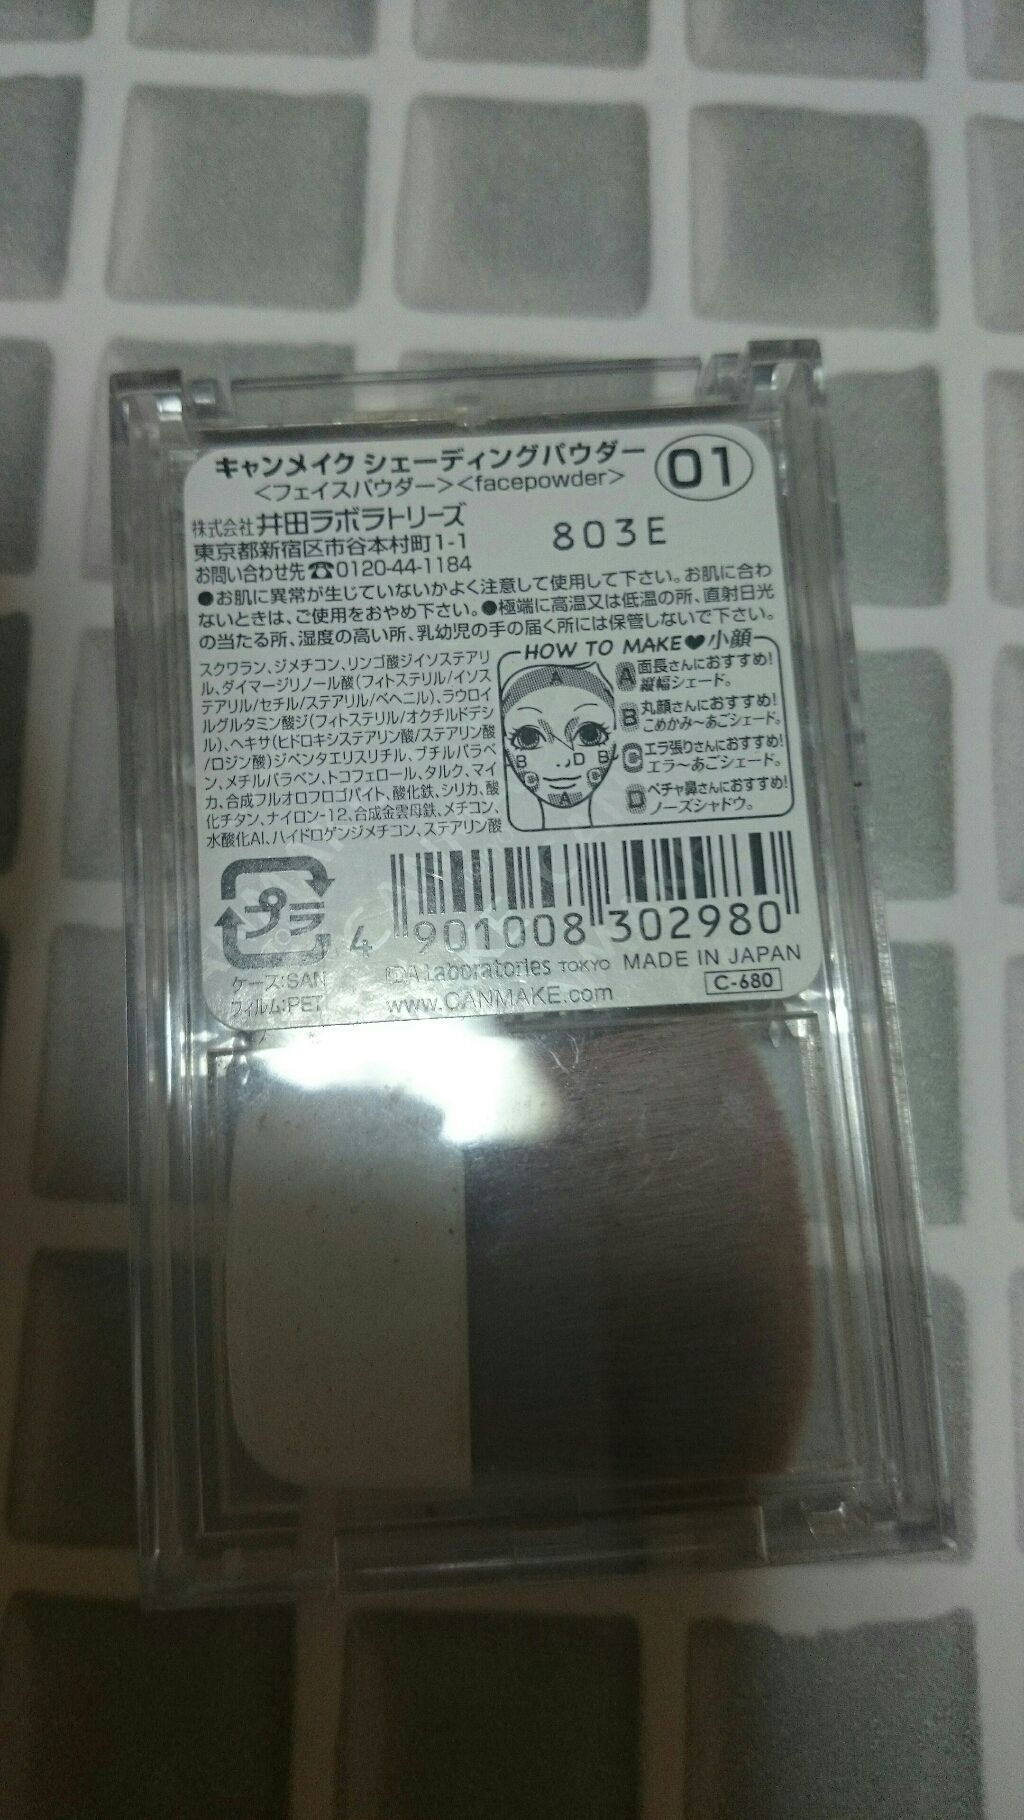 キャンメイク シェーディングパウダー 01
<フェイスパウダー><facepowder>
株式会社 井田ラボラトリーズ
東京都新宿区市谷本村町1-1
お問い合わせ先☎0120-44-1184
803E
●お肌に異常が生じていないかよく注意して使用して下さい。お肌に合わ
ないときは、ご使用をおやめ下さい。●極端に高温又は低温の所、直射日光
の当たる所、湿度の高い所、乳幼児の手の届く所には保管しないで下さい。
スクワラン、ジメチコン、リンゴ酸ジイソステアリ
ル、ダイマージリノール酸(フィトステリル/イソス
テアリル/セチル/ステアリル/ベヘニル)、ラウロイ
ルグルタミン酸ジ(フィトステリル/オクチルドデシ
ル)、ヘキサ(ヒドロキシステアリン酸/ステアリン酸
/ロジン酸)ジペンタエリスリチル、ブチルパラベ
ン、メチルパラベン、トコフェロール、タルク、マイ
カ、合成フルオロフロゴパイト、酸化鉄、シリカ、酸
化チタン、ナイロン-12、合成金雲母鉄、メチコン、
水酸化Al、ハイドロゲンジメチコン、ステアリン酸
HOW TO MAKE♥小顔
A
B D B
C C
A
A 面長さんにおすすめ!
縦幅シェード。
B 丸顔さんにおすすめ!
こめかみ〜あごシェード。
C エラ張りさんにおすすめ!
エラ〜あごシェード。
D ペチャ鼻さんにおすすめ!
ノーズシャドウ。
プラ
ケース:SAN
フィルム:PET
4 901008 302980
IDA Laboratories TOKYO MADE IN JAPAN
www.CANMAKE.com
C-680